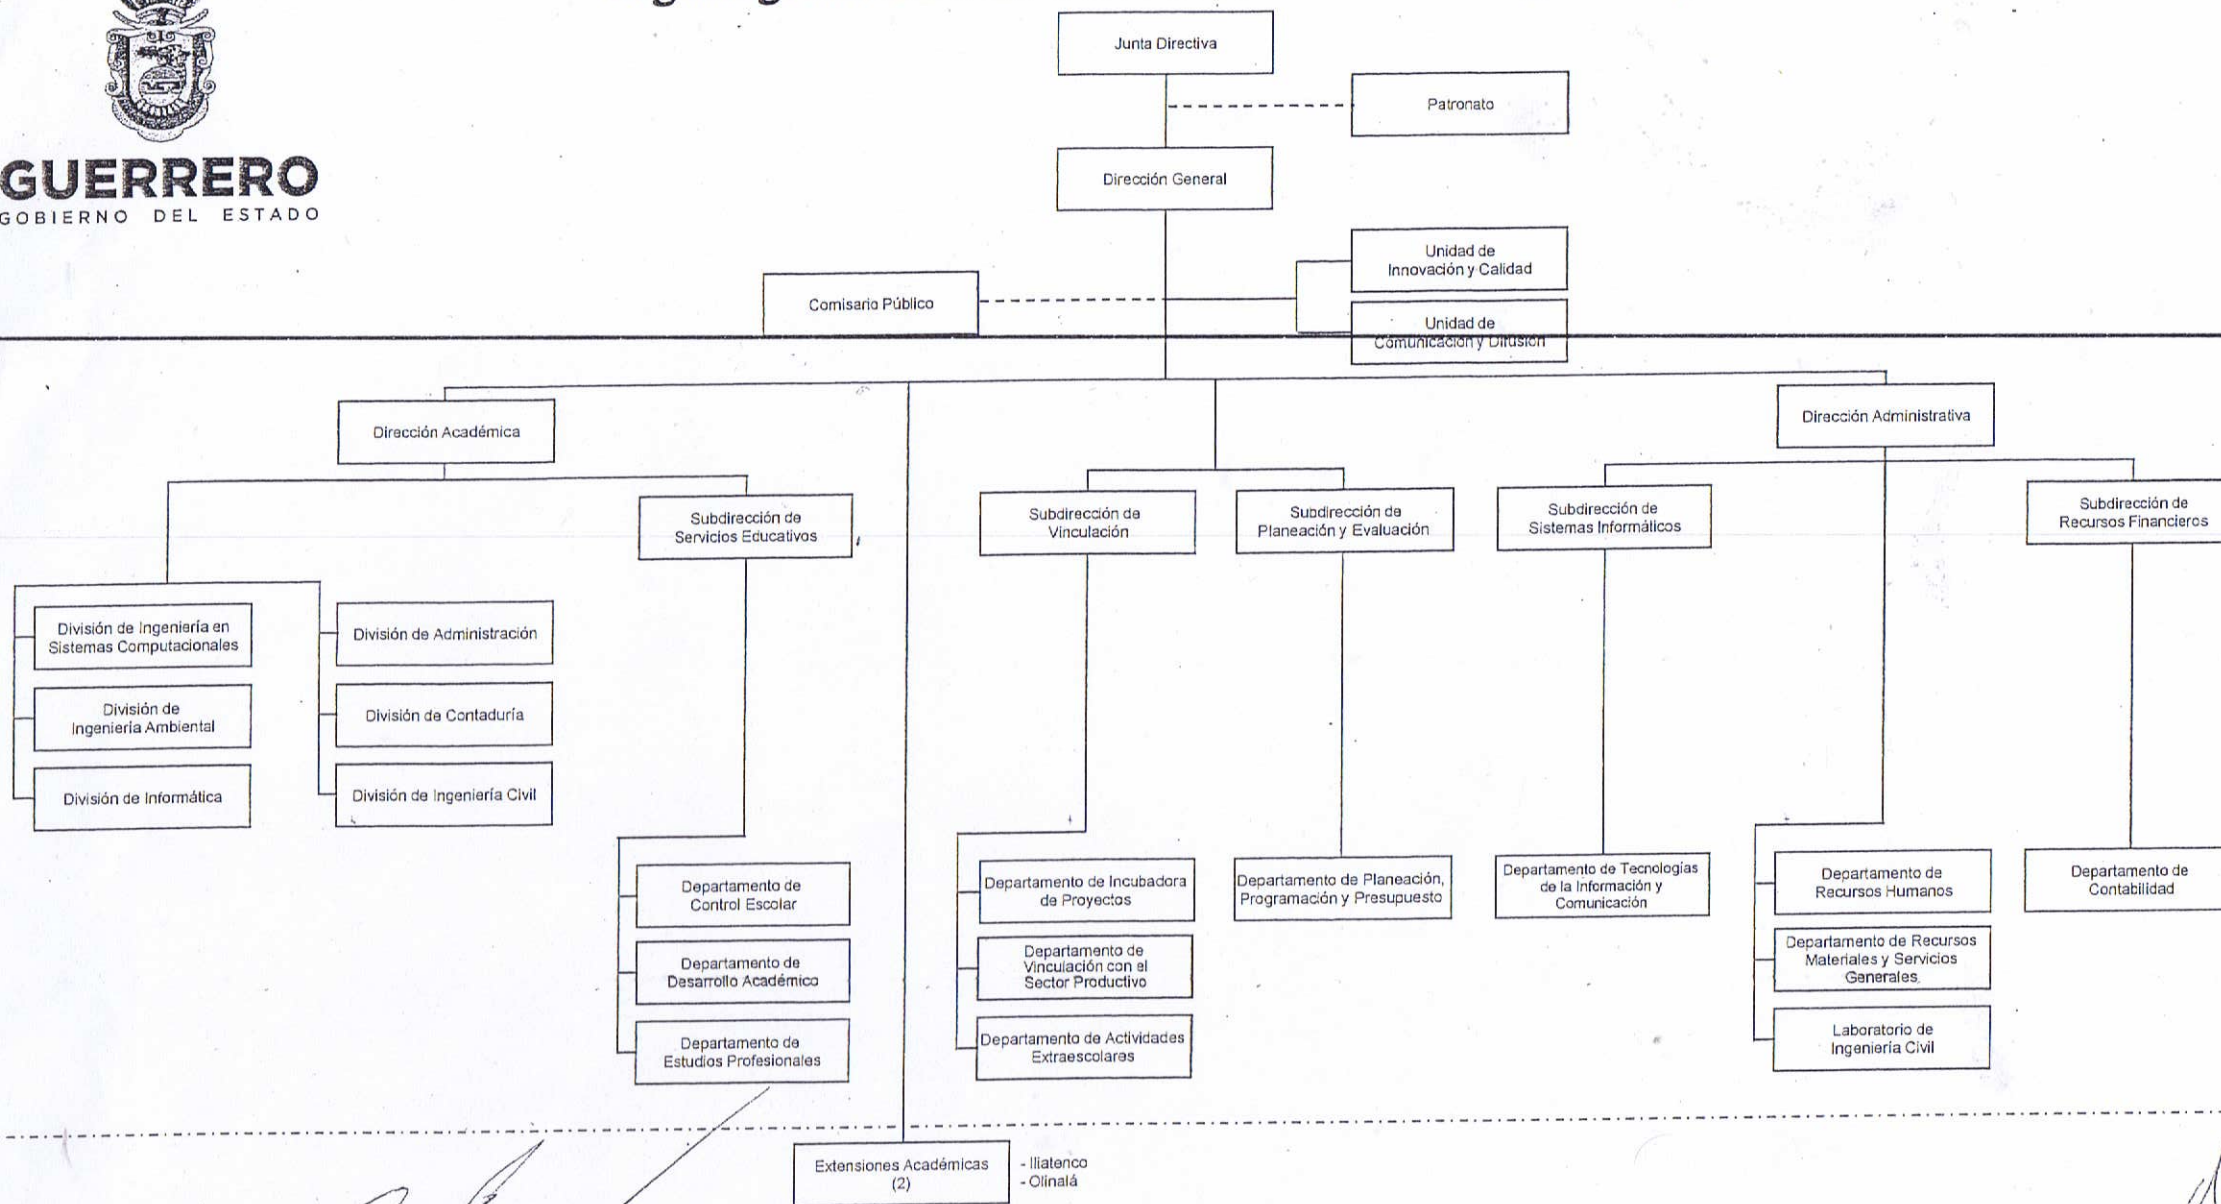 GUERRERO
GOBIERNO DEL ESTADO
Junta Directiva
Patronato
Dirección General
Unidad de
Innovación y Calidad
Comisario Público
Unidad de
Comunicación y Difusión
Dirección Académica
Dirección Administrativa
Subdirección de
Servicios Educativos
Subdirección de
Vinculación
Subdirección de
Planeación y Evaluación
Subdirección de
Sistemas Informáticos
Subdirección de
Recursos Financieros
División de Ingeniería en
Sistemas Computacionales
División de Administración
División de
Ingeniería Ambiental
División de Contaduría
División de Informática
División de Ingeniería Civil
Departamento de
Control Escolar
Departamento de
Desarrollo Académico
Departamento de
Estudios Profesionales
Departamento de Incubadora
de Proyectos
Departamento de
Vinculación con el
Sector Productivo
Departamento de Actividades
Extraescolares
Departamento de Planeación,
Programación y Presupuesto
Departamento de Tecnologías
de la Información y
Comunicación
Departamento de
Recursos Humanos
Departamento de Recursos
Materiales y Servicios
Generales
Laboratorio de
Ingeniería Civil
Departamento de
Contabilidad
Extensiones Académicas
(2)
- Iliatenco
- Olinalá